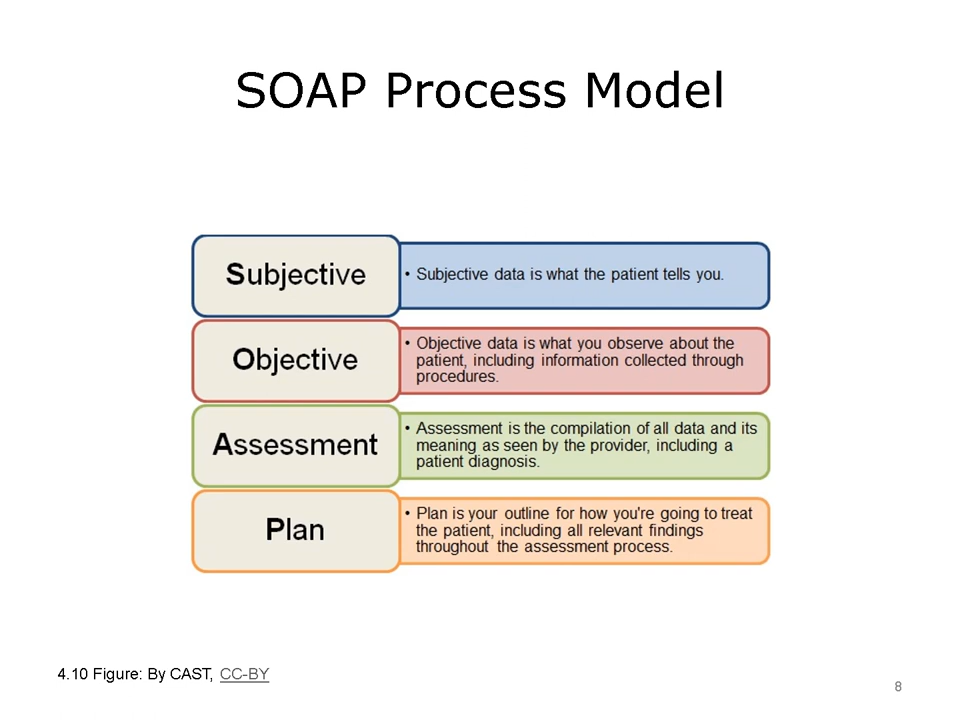 SOAP Process Model
Subjective
• Subjective data is what the patient tells you.
Objective
• Objective data is what you observe about the
patient, including information collected through
procedures.
Assessment
• Assessment is the compilation of all data and its
meaning as seen by the provider, including a
patient diagnosis.
Plan
• Plan is your outline for how you're going to treat
the patient, including all relevant findings
throughout the assessment process.
4.10 Figure: By CAST, CC-BY
8